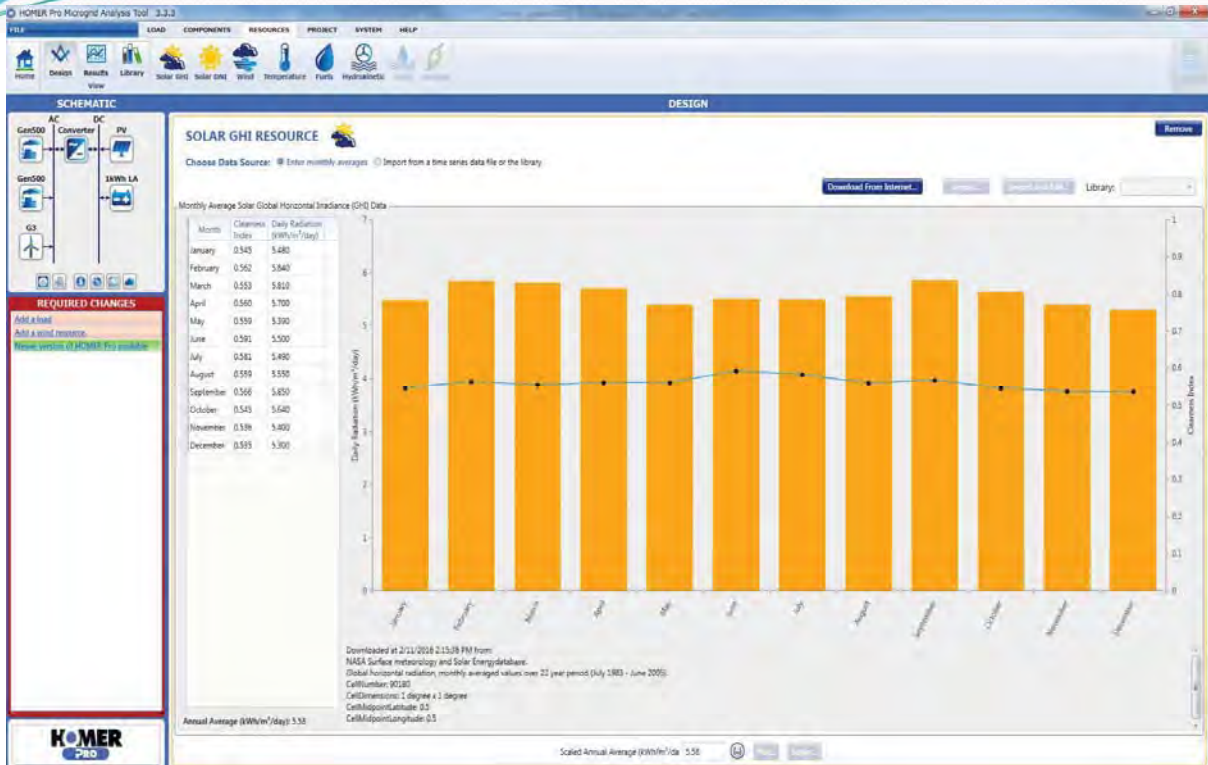 HOMER Pro Microgrid Analysis Tool 3.3.3
FILE LOAD COMPONENTS RESOURCES PROJECT SYSTEM HELP
Home Design Results Library Solar GHI Solar DNI Wind Temperature Fuels Hydrokinetic
View
SCHEMATIC DESIGN
AC DC
Gen500 Converter PV
Gen500 1kWh LA
G3
REQUIRED CHANGES
Add a load
Add a wind resource.
Newer version of HOMER Pro available
HOMER
PRO
SOLAR GHI RESOURCE
Remove
Choose Data Source: Enter monthly averages Import from a time series data file or the library
Download From Internet... Library:
Monthly Average Solar Global Horizontal Irradiance (GHI) Data
Month Clearness Index Daily Radiation (kWh/m²/day)
January 0.545 5.480
February 0.562 5.840
March 0.553 5.810
April 0.560 5.700
May 0.559 5.390
June 0.591 5.500
July 0.581 5.490
August 0.559 5.550
September 0.566 5.850
October 0.545 5.640
November 0.536 5.400
December 0.535 5.300
Annual Average (kWh/m²/day): 5.58
Daily Radiation (kWh/m²/day)
7
6
5
4
3
2
1
0
January February March April May June July August September October November December
1
0.9
0.8
0.7
0.6
0.5
0.4
0.3
0.2
0.1
0
Clearness Index
Downloaded at 2/11/2016 2:15:38 PM from:
NASA Surface meteorology and Solar Energydatabase.
Global horizontal radiation, monthly averaged values over 22 year period (July 1983 - June 2005)
CellNumber: 90180
CellDimensions: 1 degree x 1 degree
CellMidpointLatitude: 0.5
CellMidpointLongitude: 0.5
Scaled Annual Average (kWh/m²/da 5.58